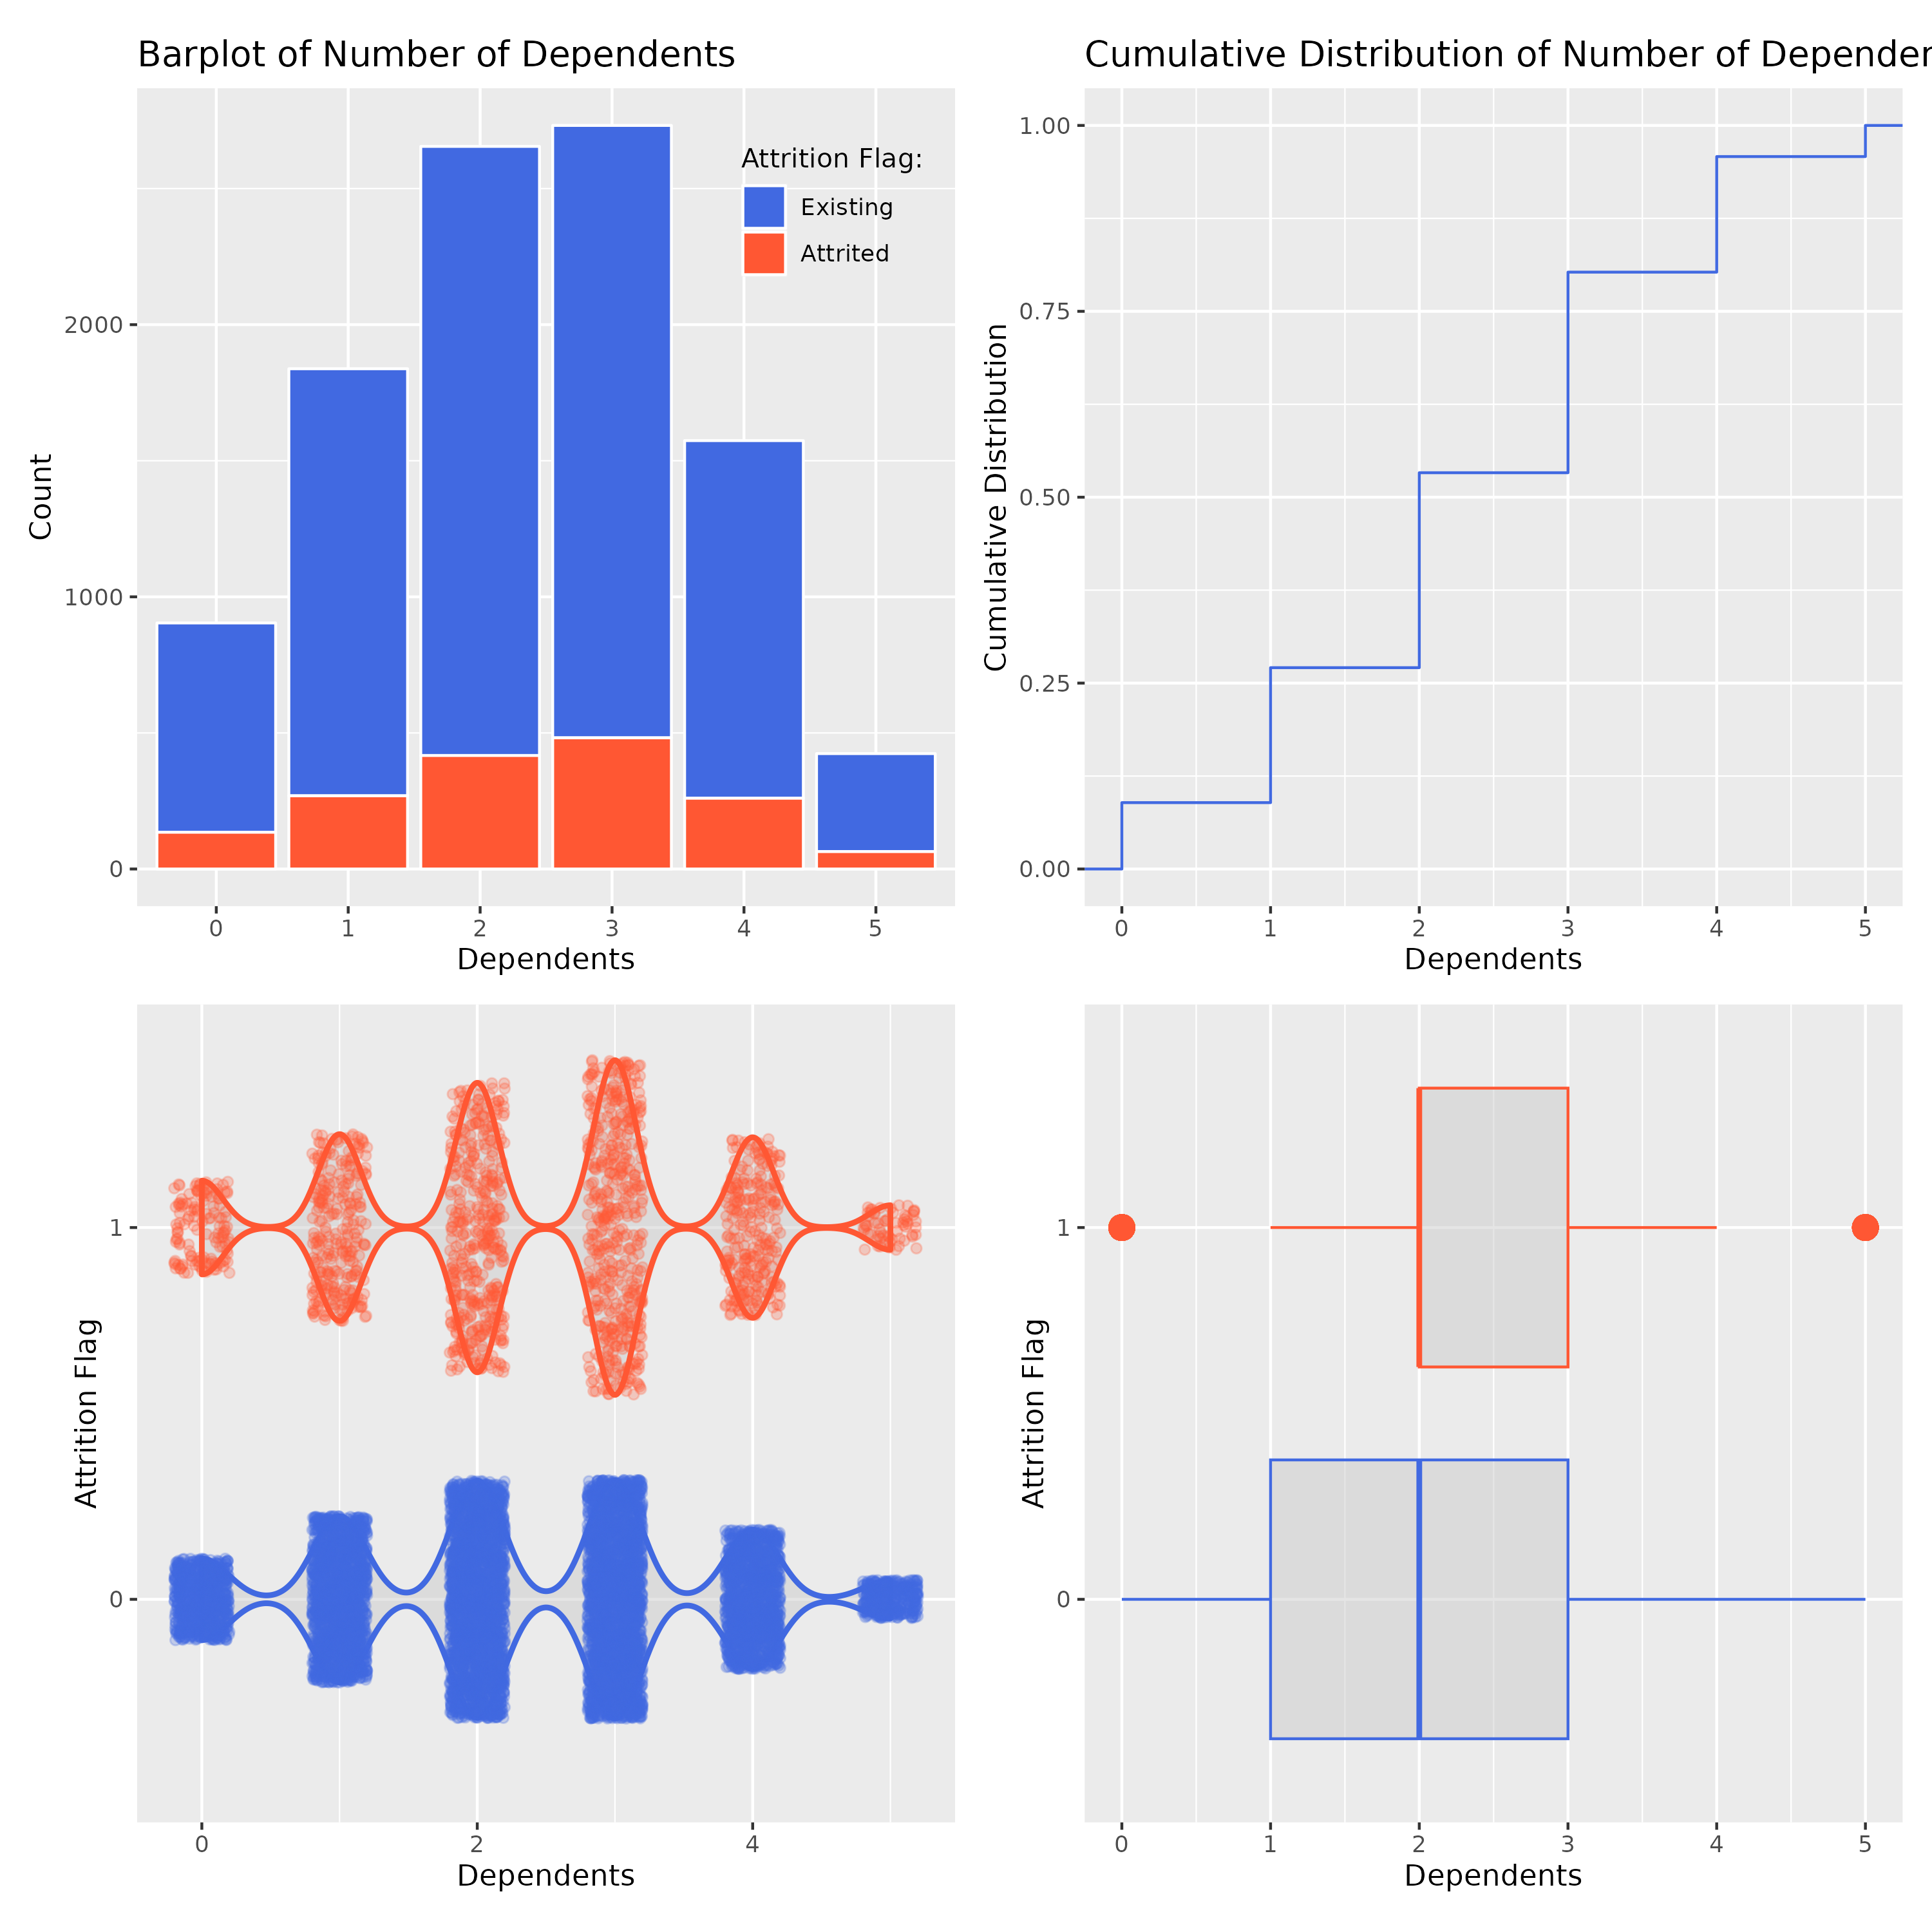 Barplot of Number of Dependents
Count
2000
1000
0
Attrition Flag:
Existing
Attrited
0 1 2 3 4 5
Dependents
Cumulative Distribution of Number of Depender
Cumulative Distribution
1.00
0.75
0.50
0.25
0.00
0 1 2 3 4 5
Dependents
Attrition Flag
1
0
0 2 4
Dependents
Attrition Flag
1
0
0 1 2 3 4 5
Dependents